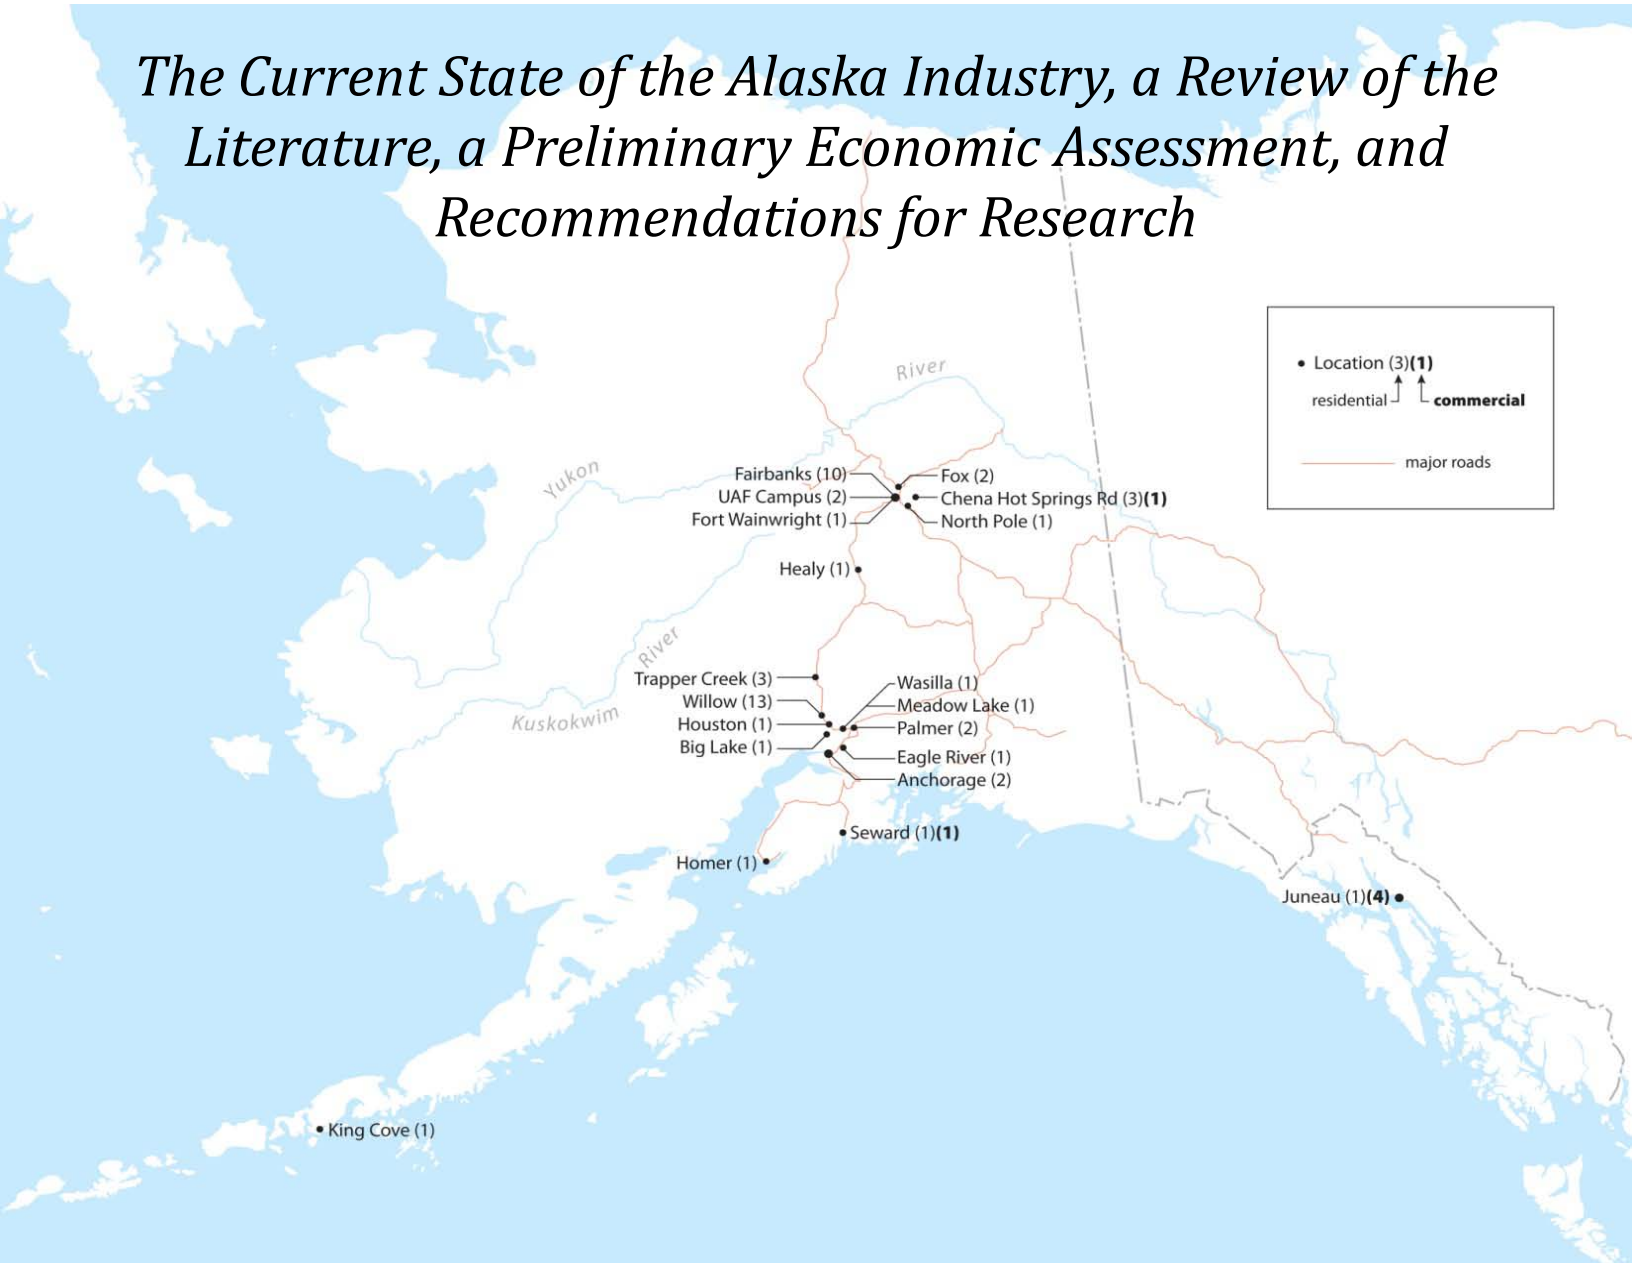 The Current State of the Alaska Industry, a Review of the
Literature, a Preliminary Economic Assessment, and
Recommendations for Research
Location (3)(1)
residential
commercial
major roads
River
Yukon
Fairbanks (10)
UAF Campus (2)
Fort Wainwright (1)
Fox (2)
Chena Hot Springs Rd (3)(1)
North Pole (1)
Healy (1)
River
Kuskokwim
Trapper Creek (3)
Willow (13)
Houston (1)
Big Lake (1)
Wasilla (1)
Meadow Lake (1)
Palmer (2)
Eagle River (1)
Anchorage (2)
Seward (1)(1)
Homer (1)
Juneau (1)(4)
King Cove (1)